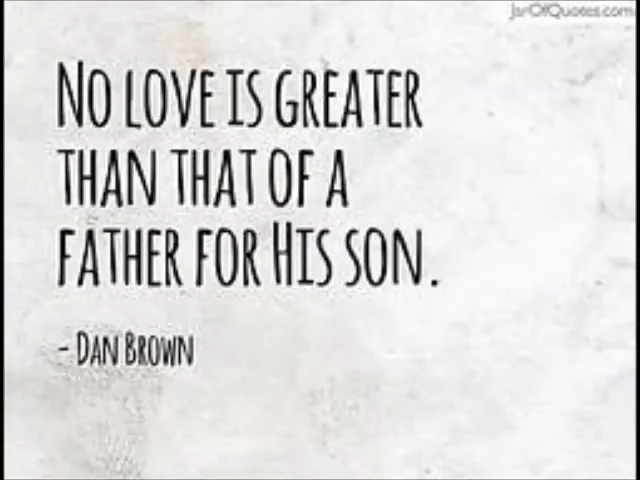 JarOfQuotes.com
No love is greater
than that of a
father for His son.
- Dan Brown